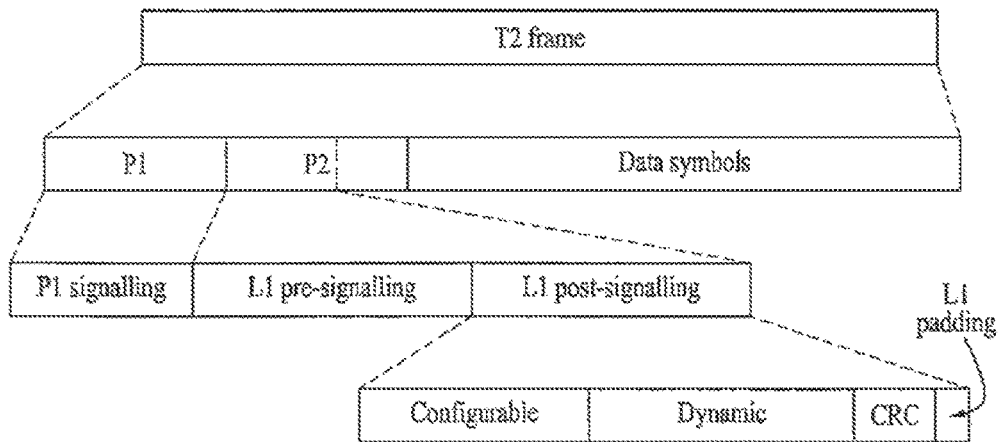 T2 frame
P1
P2
Data symbols
P1 signalling
L1 pre-signalling
L1 post-signalling
L1
padding
Configurable
Dynamic
CRC